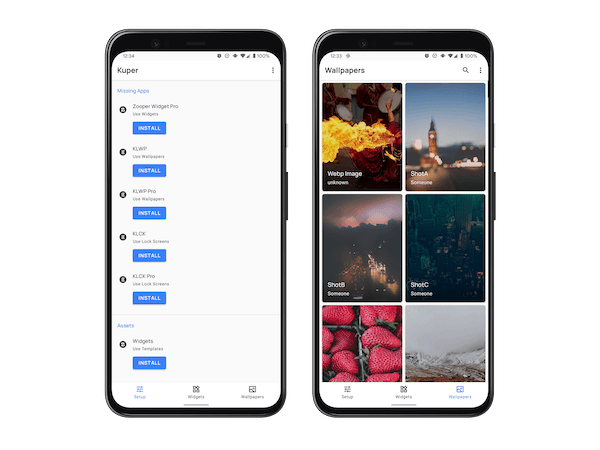 12:34
100%
Kuper
Missing Apps
Zooper Widget Pro
Use Widgets
INSTALL
KLWP
Use Wallpapers
INSTALL
KLWP Pro
Use Wallpapers
INSTALL
KLCK
Use Lock Screens
INSTALL
KLCK Pro
Use Lock Screens
INSTALL
Assets
Widgets
Use Templates
INSTALL
Setup Widgets Wallpapers
12:33
100%
Wallpapers
Webp Image
unknown
ShotA
Someone
ShotB
Someone
ShotC
Someone
Setup Widgets Wallpapers